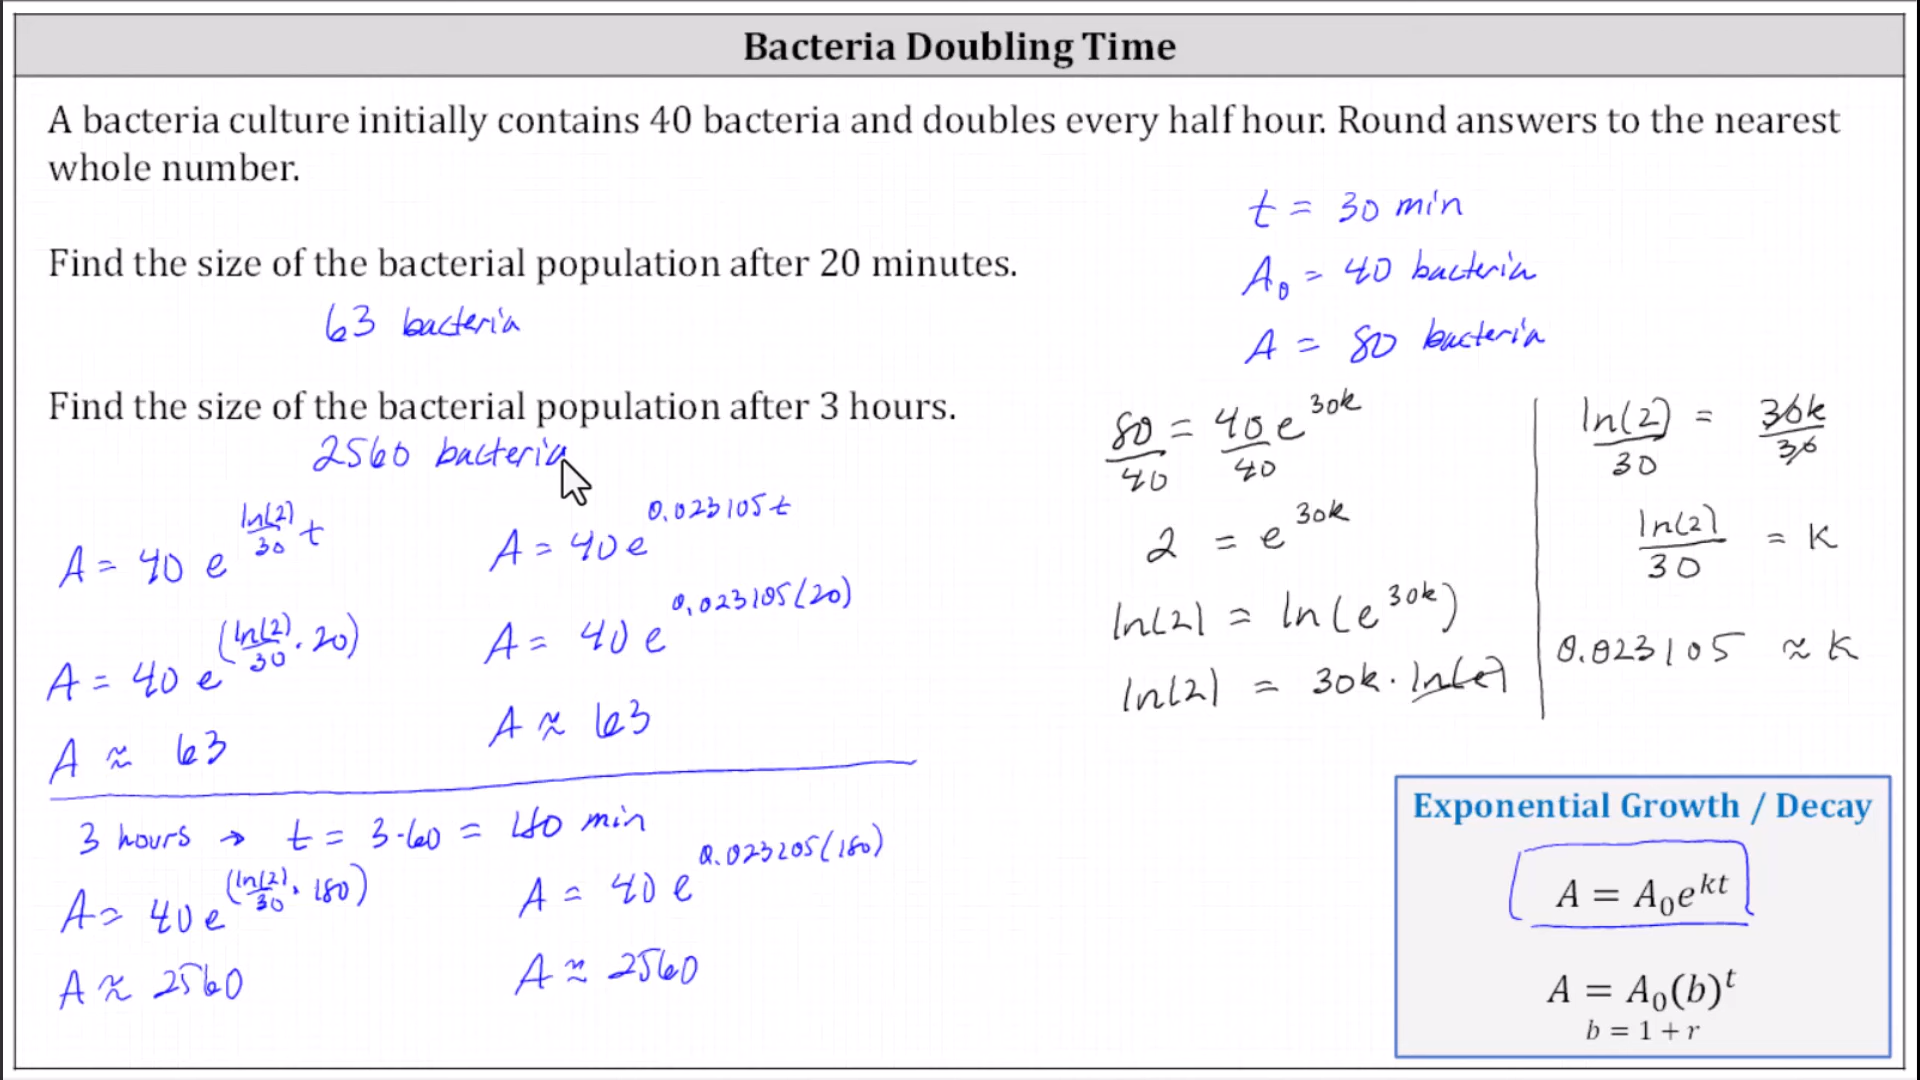 Bacteria Doubling Time
A bacteria culture initially contains 40 bacteria and doubles every half hour. Round answers to the nearest
whole number.
Find the size of the bacterial population after 20 minutes.
63 bacteria
Find the size of the bacterial population after 3 hours.
2560 bacteria
A = 40 e^(ln(2)/30 t)
A = 40 e^((ln(2)/30 · 20))
A ≈ 63
A = 40 e^(0.023105t)
A = 40 e^(0.023105(20))
A ≈ 63
3 hours → t = 3·60 = 180 min
A = 40 e^((ln(2)/30 · 180))
A ≈ 2560
A = 40 e^(0.023105(180))
A ≈ 2560
t = 30 min
A₀ = 40 bacteria
A = 80 bacteria
80/40 = 40e^(30k)/40
2 = e^(30k)
ln(2) = ln(e^(30k))
ln(2) = 30k · ln(e)
ln(2)/30 = 30k/30
ln(2)/30 = k
0.023105 ≈ k
Exponential Growth / Decay
A = A₀e^(kt)
A = A₀(b)^t
b = 1 + r